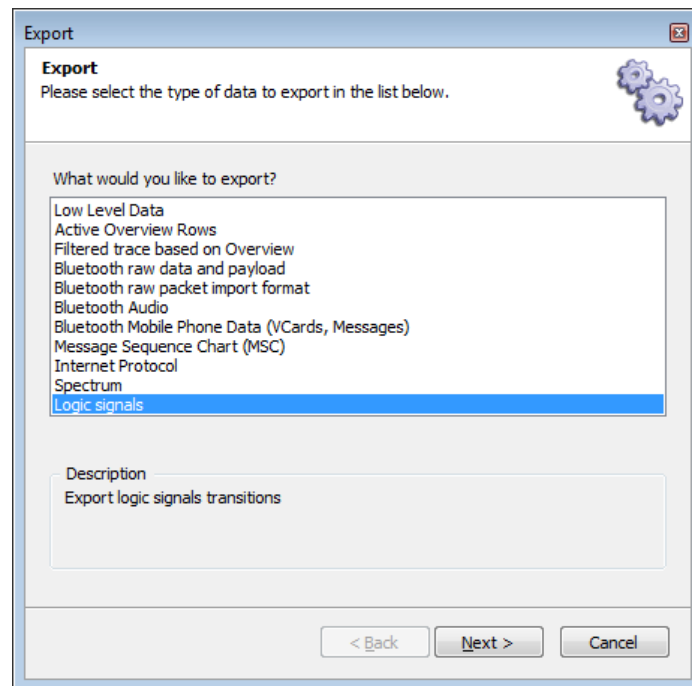 Export
Export
Please select the type of data to export in the list below.
What would you like to export?
Low Level Data
Active Overview Rows
Filtered trace based on Overview
Bluetooth raw data and payload
Bluetooth raw packet import format
Bluetooth Audio
Bluetooth Mobile Phone Data (VCards, Messages)
Message Sequence Chart (MSC)
Internet Protocol
Spectrum
Logic signals
Description
Export logic signals transitions
< Back Next > Cancel